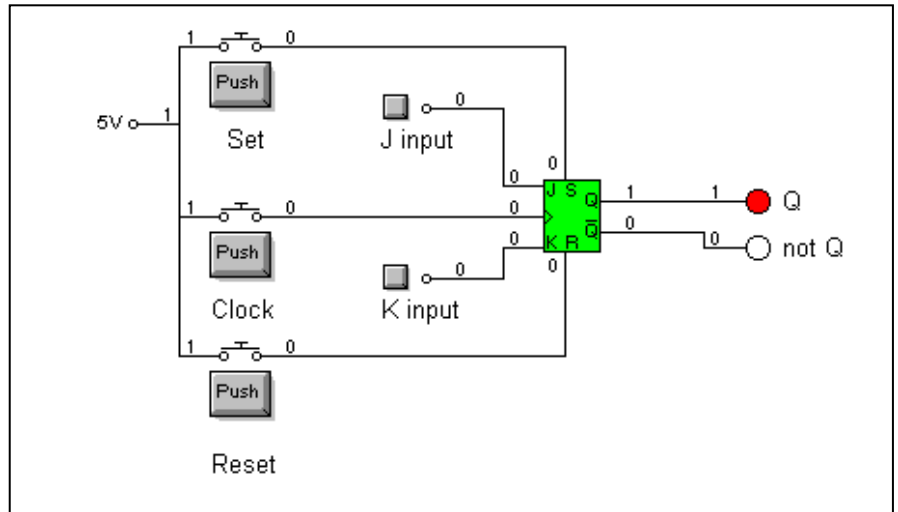 1 0
Push
5V 1
Set
J input
0
0
0
J S Q 1 1 Q
1 0 0 > Q̅ 0 0 not Q
K R
0
0
0
Push
Clock
K input
1 0
Push
Reset